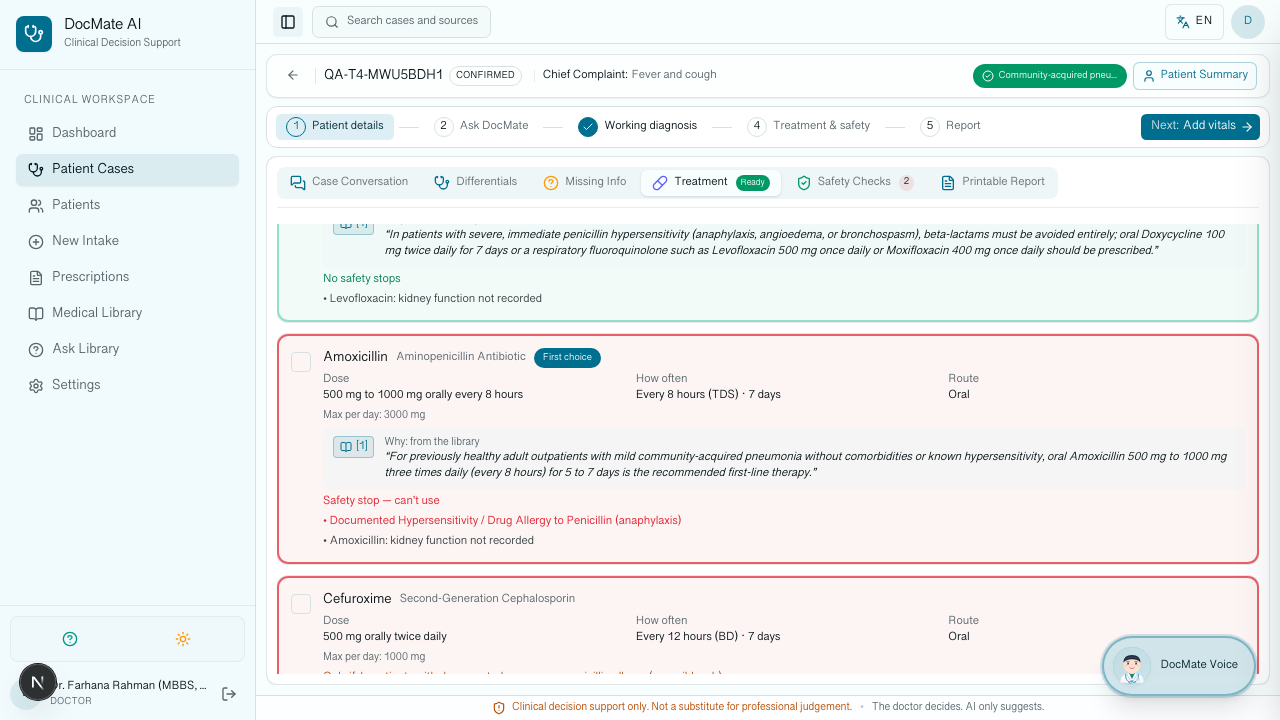 DocMate AI
Clinical Decision Support
Search cases and sources
EN
D
QA-T4-MWU5BDH1
CONFIRMED
Chief Complaint: Fever and cough
Community-acquired pneu...
Patient Summary
CLINICAL WORKSPACE
Dashboard
Patient Cases
Patients
New Intake
Prescriptions
Medical Library
Ask Library
Settings
1 Patient details
2 Ask DocMate
Working diagnosis
4 Treatment & safety
5 Report
Next: Add vitals
Case Conversation
Differentials
Missing Info
Treatment Ready
Safety Checks 2
Printable Report
"In patients with severe, immediate penicillin hypersensitivity (anaphylaxis, angioedema, or bronchospasm), beta-lactams must be avoided entirely; oral Doxycycline 100
mg twice daily for 7 days or a respiratory fluoroquinolone such as Levofloxacin 500 mg once daily or Moxifloxacin 400 mg once daily should be prescribed."
No safety stops
• Levofloxacin: kidney function not recorded
Amoxicillin Aminopenicillin Antibiotic First choice
Dose How often Route
500 mg to 1000 mg orally every 8 hours Every 8 hours (TDS) · 7 days Oral
Max per day: 3000 mg
[1] Why: from the library
"For previously healthy adult outpatients with mild community-acquired pneumonia without comorbidities or known hypersensitivity, oral Amoxicillin 500 mg to 1000 mg
three times daily (every 8 hours) for 5 to 7 days is the recommended first-line therapy."
Safety stop — can't use
• Documented Hypersensitivity / Drug Allergy to Penicillin (anaphylaxis)
• Amoxicillin: kidney function not recorded
Cefuroxime Second-Generation Cephalosporin
Dose How often Route
500 mg orally twice daily Every 12 hours (BD) · 7 days Oral
Max per day: 1000 mg
DocMate Voice
N
r. Farhana Rahman (MBBS, ...
DOCTOR
Clinical decision support only. Not a substitute for professional judgement. • The doctor decides. AI only suggests.